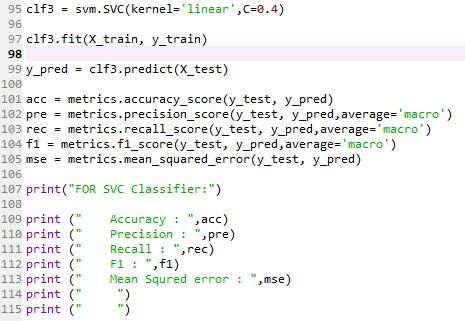 95 clf3 = svm.SVC(kernel='linear',C=0.4)
96
97 clf3.fit(X_train, y_train)
98
99 y_pred = clf3.predict(X_test)
100
101 acc = metrics.accuracy_score(y_test, y_pred)
102 pre = metrics.precision_score(y_test, y_pred,average='macro')
103 rec = metrics.recall_score(y_test, y_pred,average='macro')
104 f1 = metrics.f1_score(y_test, y_pred,average='macro')
105 mse = metrics.mean_squared_error(y_test, y_pred)
106
107 print("FOR SVC Classifier:")
108
109 print ("    Accuracy : ",acc)
110 print ("    Precision : ",pre)
111 print ("    Recall : ",rec)
112 print ("    F1 : ",f1)
113 print ("    Mean Squred error : ",mse)
114 print ("     ")
115 print ("     ")